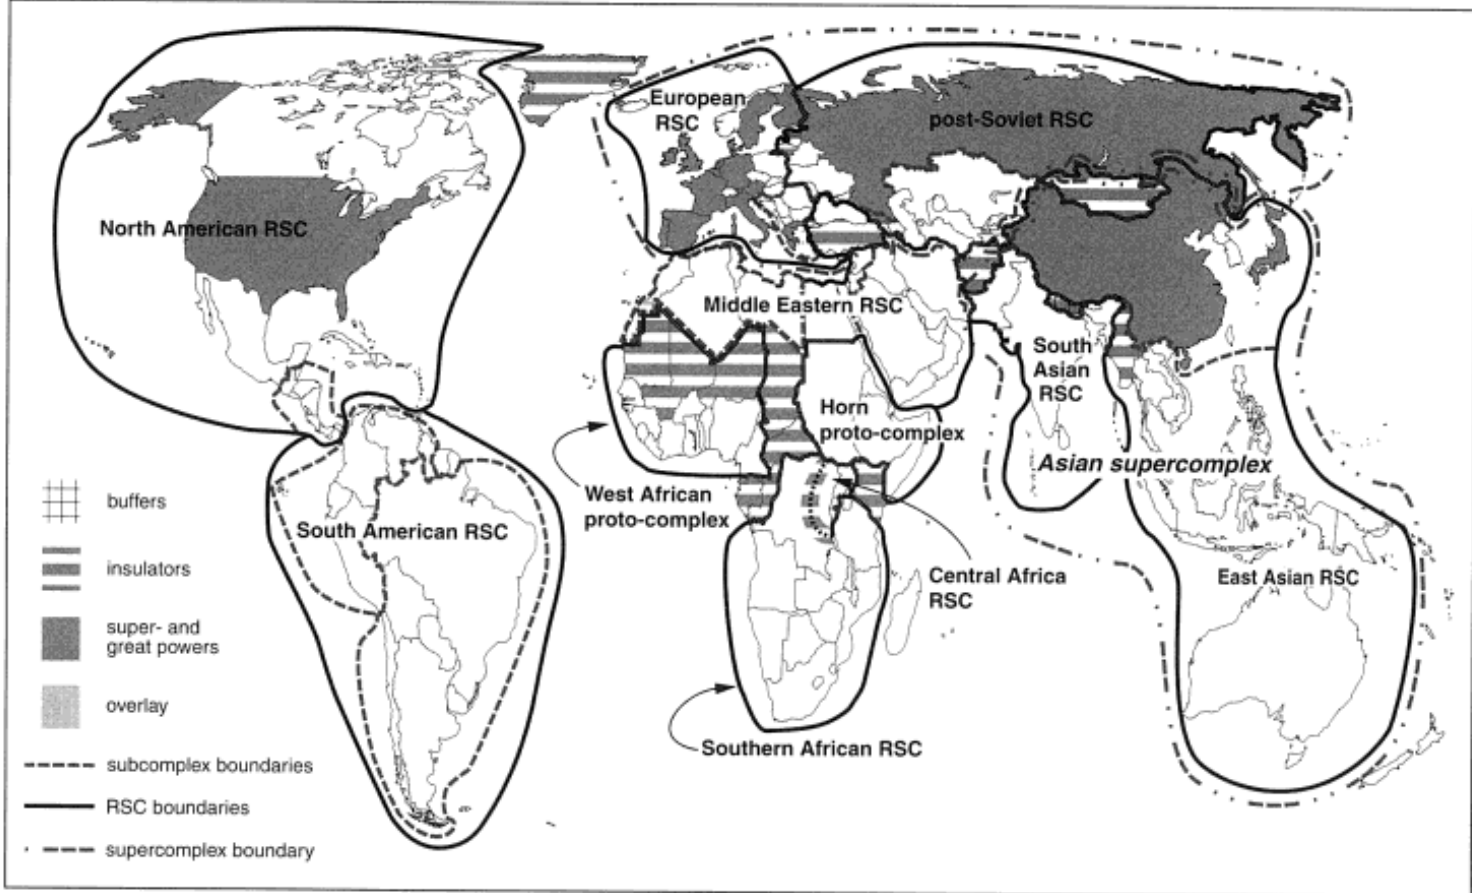 European
RSC
post-Soviet RSC
North American RSC
Middle Eastern RSC
South
Asian
RSC
Horn
proto-complex
Asian supercomplex
West African
proto-complex
South American RSC
Central Africa
RSC
East Asian RSC
Southern African RSC
buffers
insulators
super- and
great powers
overlay
subcomplex boundaries
RSC boundaries
supercomplex boundary